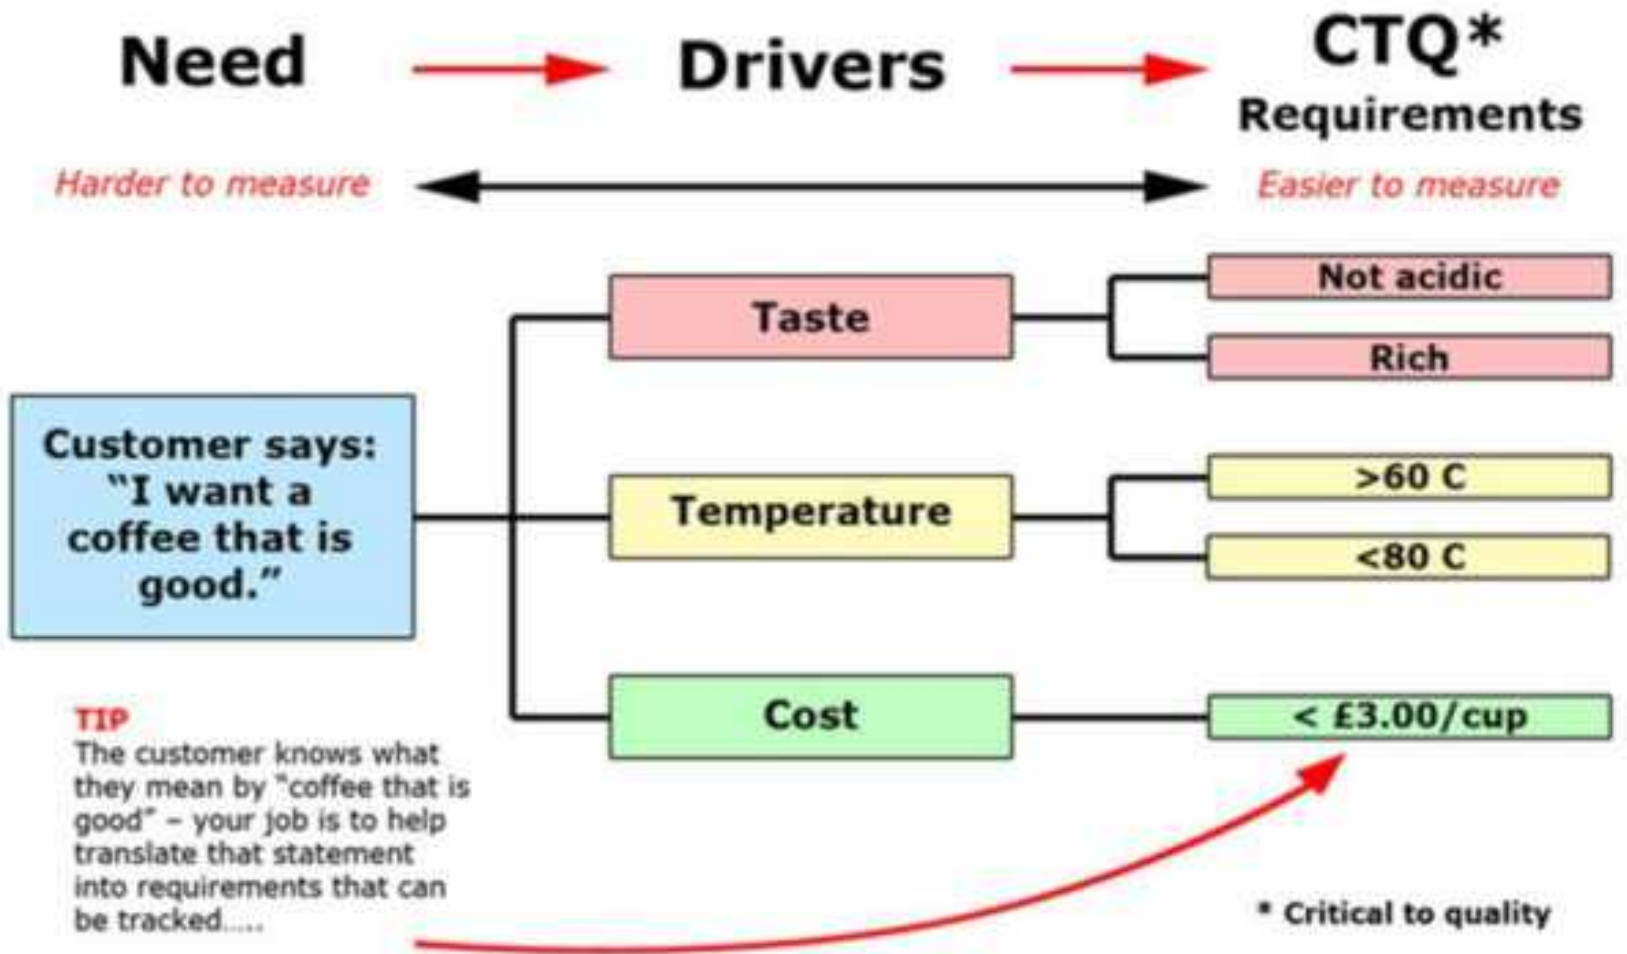 Need
Drivers
CTQ*
Requirements
Harder to measure
Easier to measure
Customer says:
“I want a
coffee that is
good.”
Taste
Not acidic
Rich
Temperature
>60 C
<80 C
Cost
< £3.00/cup
TIP
The customer knows what
they mean by “coffee that is
good” – your job is to help
translate that statement
into requirements that can
be tracked.....
* Critical to quality